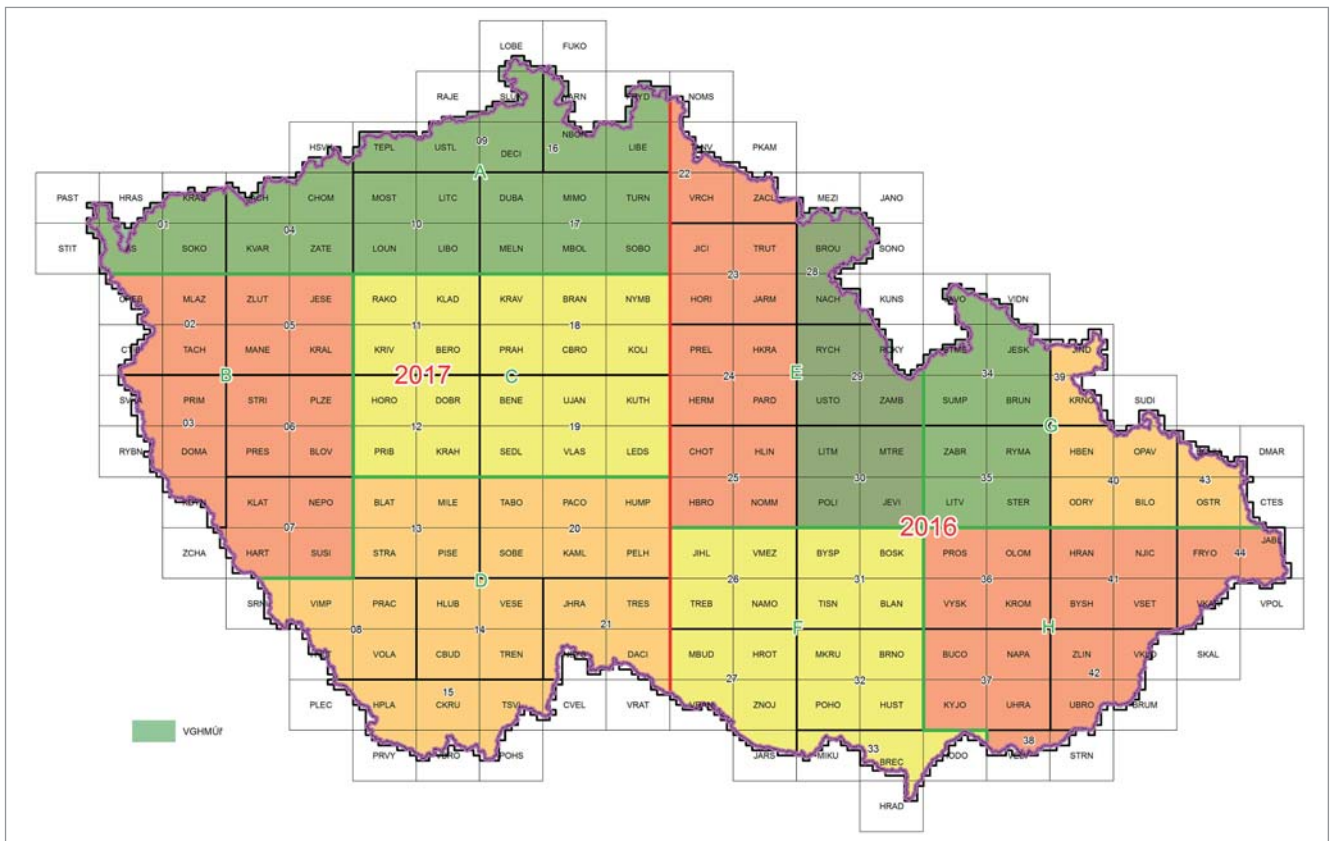 LOBE FUKO
RAJE VARN NOMS
09 NBOR 16
HSVA TEPL USTL DECI LIBE TANV PKAM
A 22
PAST HRAS KRAS CHOM MOST LITC DUBA MIMO TURN VRCH ZACL MEZI JANO
01 04 10 17
STIT AS SOKO KVAR ZATE LOUN LIBO MELN MBOL SOBO JICI TRUT BROU SONO
23 28
MLAZ ZLUT JESE RAKO KLAD KRAV BRAN NYMB HORI JARM NACH KUNS VIDN
02 05 11 18
TACH MANE KRAL KRIV BERO PRAH CBRO KOLI PREL HKRA RYCH ROKY JESK JIND
B 2017 C 24 E 29 34 39
PRIM STRI PLZE HORO DOBR BENE UJAN KUTH HERM PARD USTO ZAMB SUMP BRUN KRNO SUDI
03 06 12 19 G
RYBN DOMA PRES BLOV PRIB KRAH SEDL VLAS LEDS CHOT HLIN LITM MTRE ZABR RYMA HBEN OPAV DMAR
25 30 35 40 43
KLAT NEPO BLAT MILE TABO PACO HUMP HBRO NOMM POLI JEVI LITV STER ODRY BILO OSTR CTES
07 13 20 2016
ZCHA HART SUSI STRA PISE SOBE KAML PELH JIHL VMEZ BYSP BOSK PROS OLOM HRAN NJIC FRYO JABL
D 26 31 36 41 44
VIMP PRAC HLUB VESE JHRA TRES TREB NAMO TISN BLAN VYSK KROM BYSH VSET VPOL
08 14 21 F H
VOLA CBUD TREN DACI MBUD HROT MKRU BRNO BUCO NAPA ZLIN SKAL
15 27 32 37 42
PLEC HPLA CKRU TSVI CVEL VRAT VRAN ZNOJ POHO HUST KYJO UHRA UBRO BRUM
33 38
PRVY POHS JARS MIKU BREC STRN
HRAD
VGHMÚř